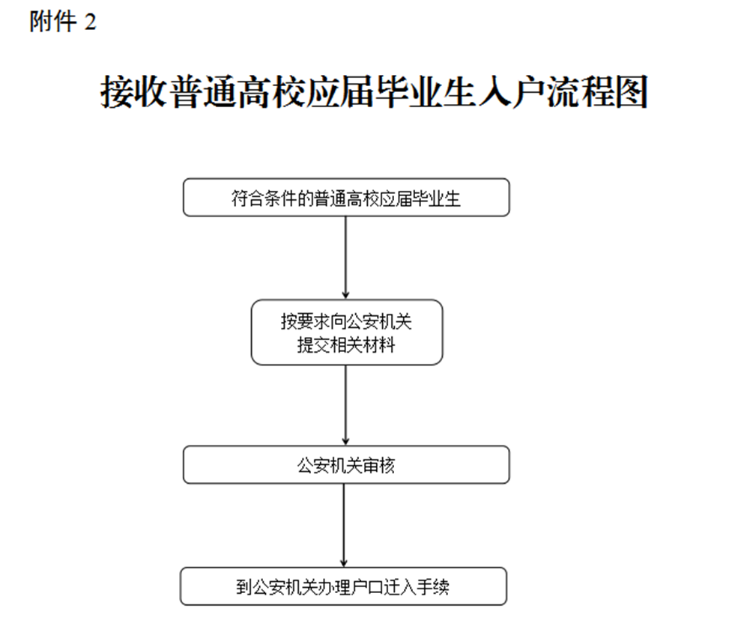 附件 2
接收普通高校应届毕业生入户流程图
符合条件的普通高校应届毕业生
按要求向公安机关
提交相关材料
公安机关审核
到公安机关办理户口迁入手续